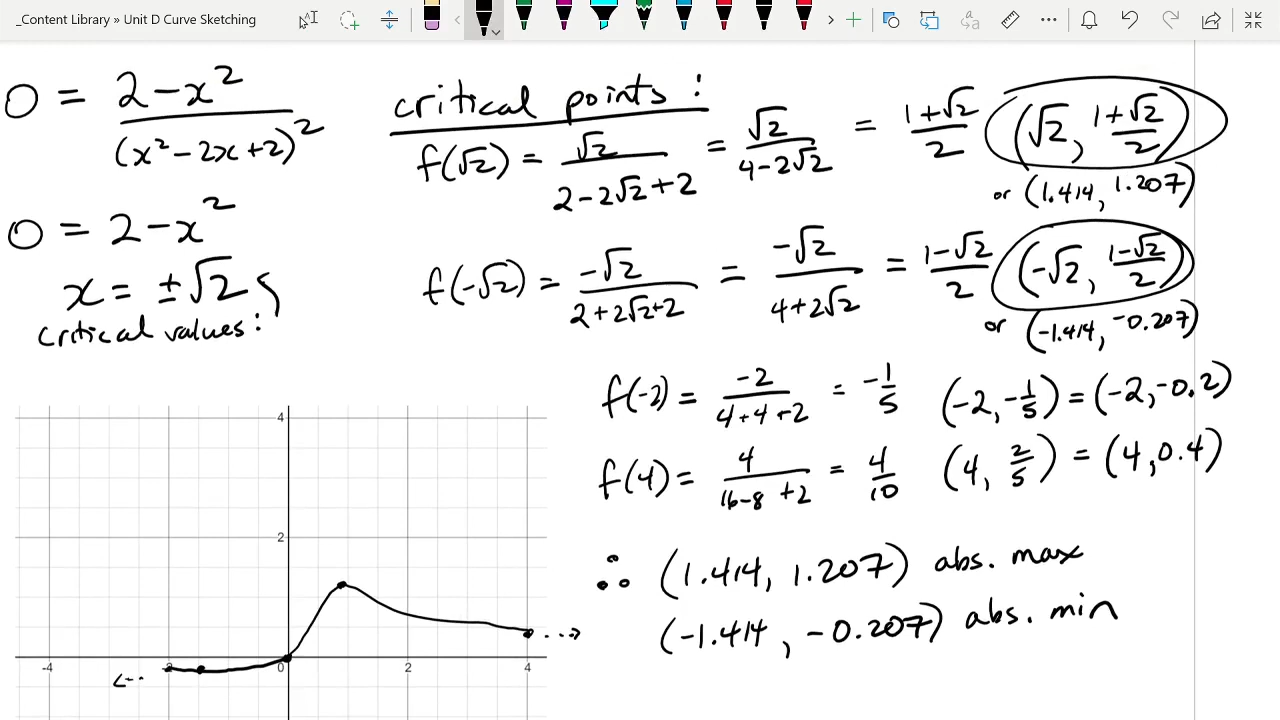 _Content Library » Unit D Curve Sketching
0 = (2-x²)/(x²-2x+2)²
0 = 2-x²
x = ±√2
critical values:
critical points:
f(√2) = √2/(2-2√2+2) = √2/(4-2√2) = (1+√2)/2 (√2, (1+√2)/2)
or (1.414, 1.207)
f(-√2) = -√2/(2+2√2+2) = -√2/(4+2√2) = (1-√2)/2 (-√2, (1-√2)/2)
or (-1.414, -0.207)
f(-2) = -2/(4+4+2) = -1/5 (-2, -1/5) = (-2, -0.2)
f(4) = 4/(16-8+2) = 4/10 (4, 2/5) = (4, 0.4)
∴ (1.414, 1.207) abs. max
(-1.414, -0.207) abs. min
4
2
-4 -2 0 2 4